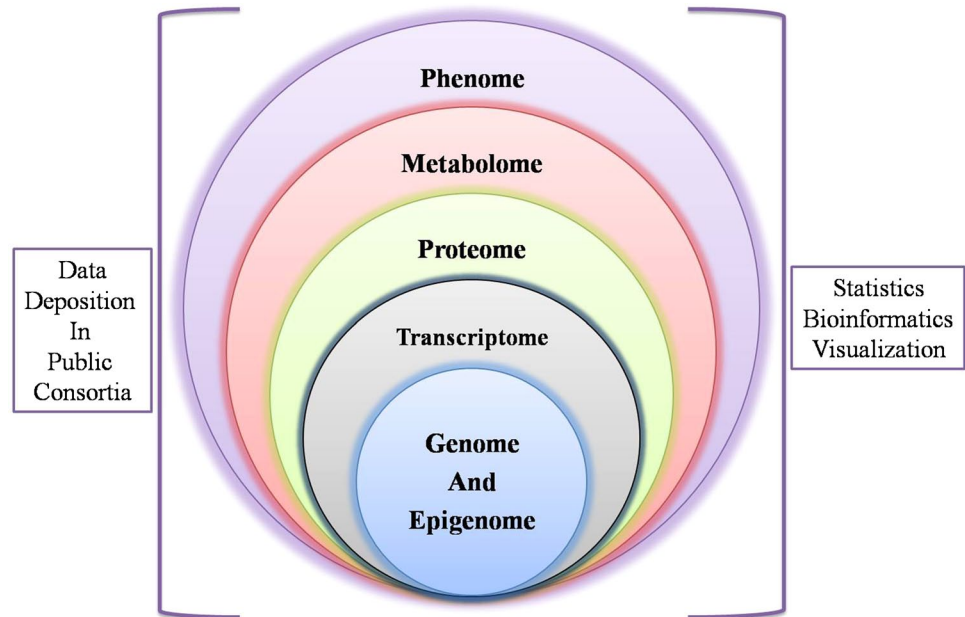 Phenome
Metabolome
Proteome
Transcriptome
Genome
And
Epigenome
Data
Deposition
In
Public
Consortia
Statistics
Bioinformatics
Visualization